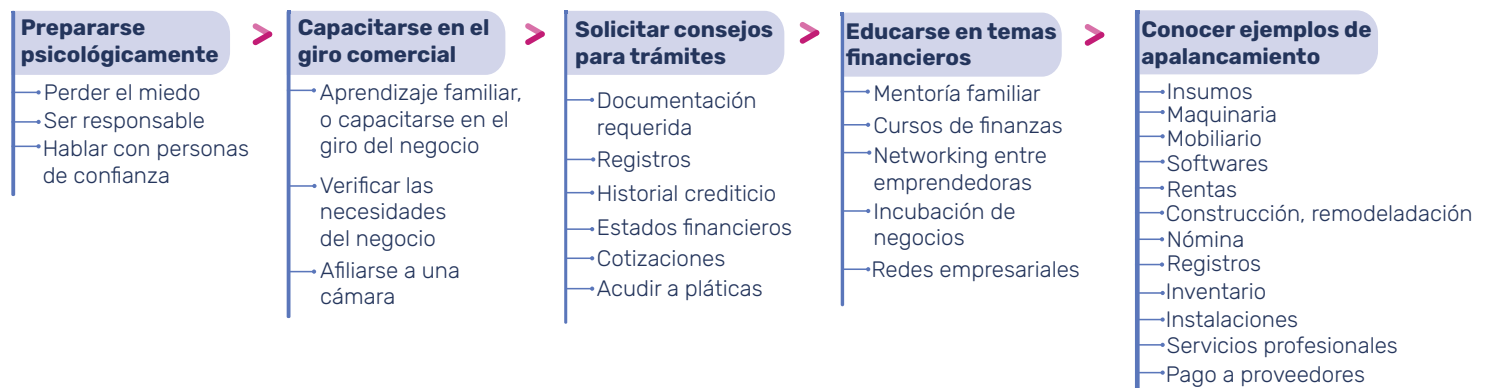 Prepararse
psicológicamente
Perder el miedo
Ser responsable
Hablar con personas
de confianza
>
Capacitarse en el
giro comercial
Aprendizaje familiar,
o capacitarse en el
giro del negocio
Verificar las
necesidades
del negocio
Afiliarse a una
cámara
>
Solicitar consejos
para trámites
Documentación
requerida
Registros
Historial crediticio
Estados financieros
Cotizaciones
Acudir a pláticas
>
Educarse en temas
financieros
Mentoría familiar
Cursos de finanzas
Networking entre
emprendedoras
Incubación de
negocios
Redes empresariales
>
Conocer ejemplos de
apalancamiento
Insumos
Maquinaria
Mobiliario
Softwares
Rentas
Construcción, remodeladación
Nómina
Registros
Inventario
Instalaciones
Servicios profesionales
Pago a proveedores